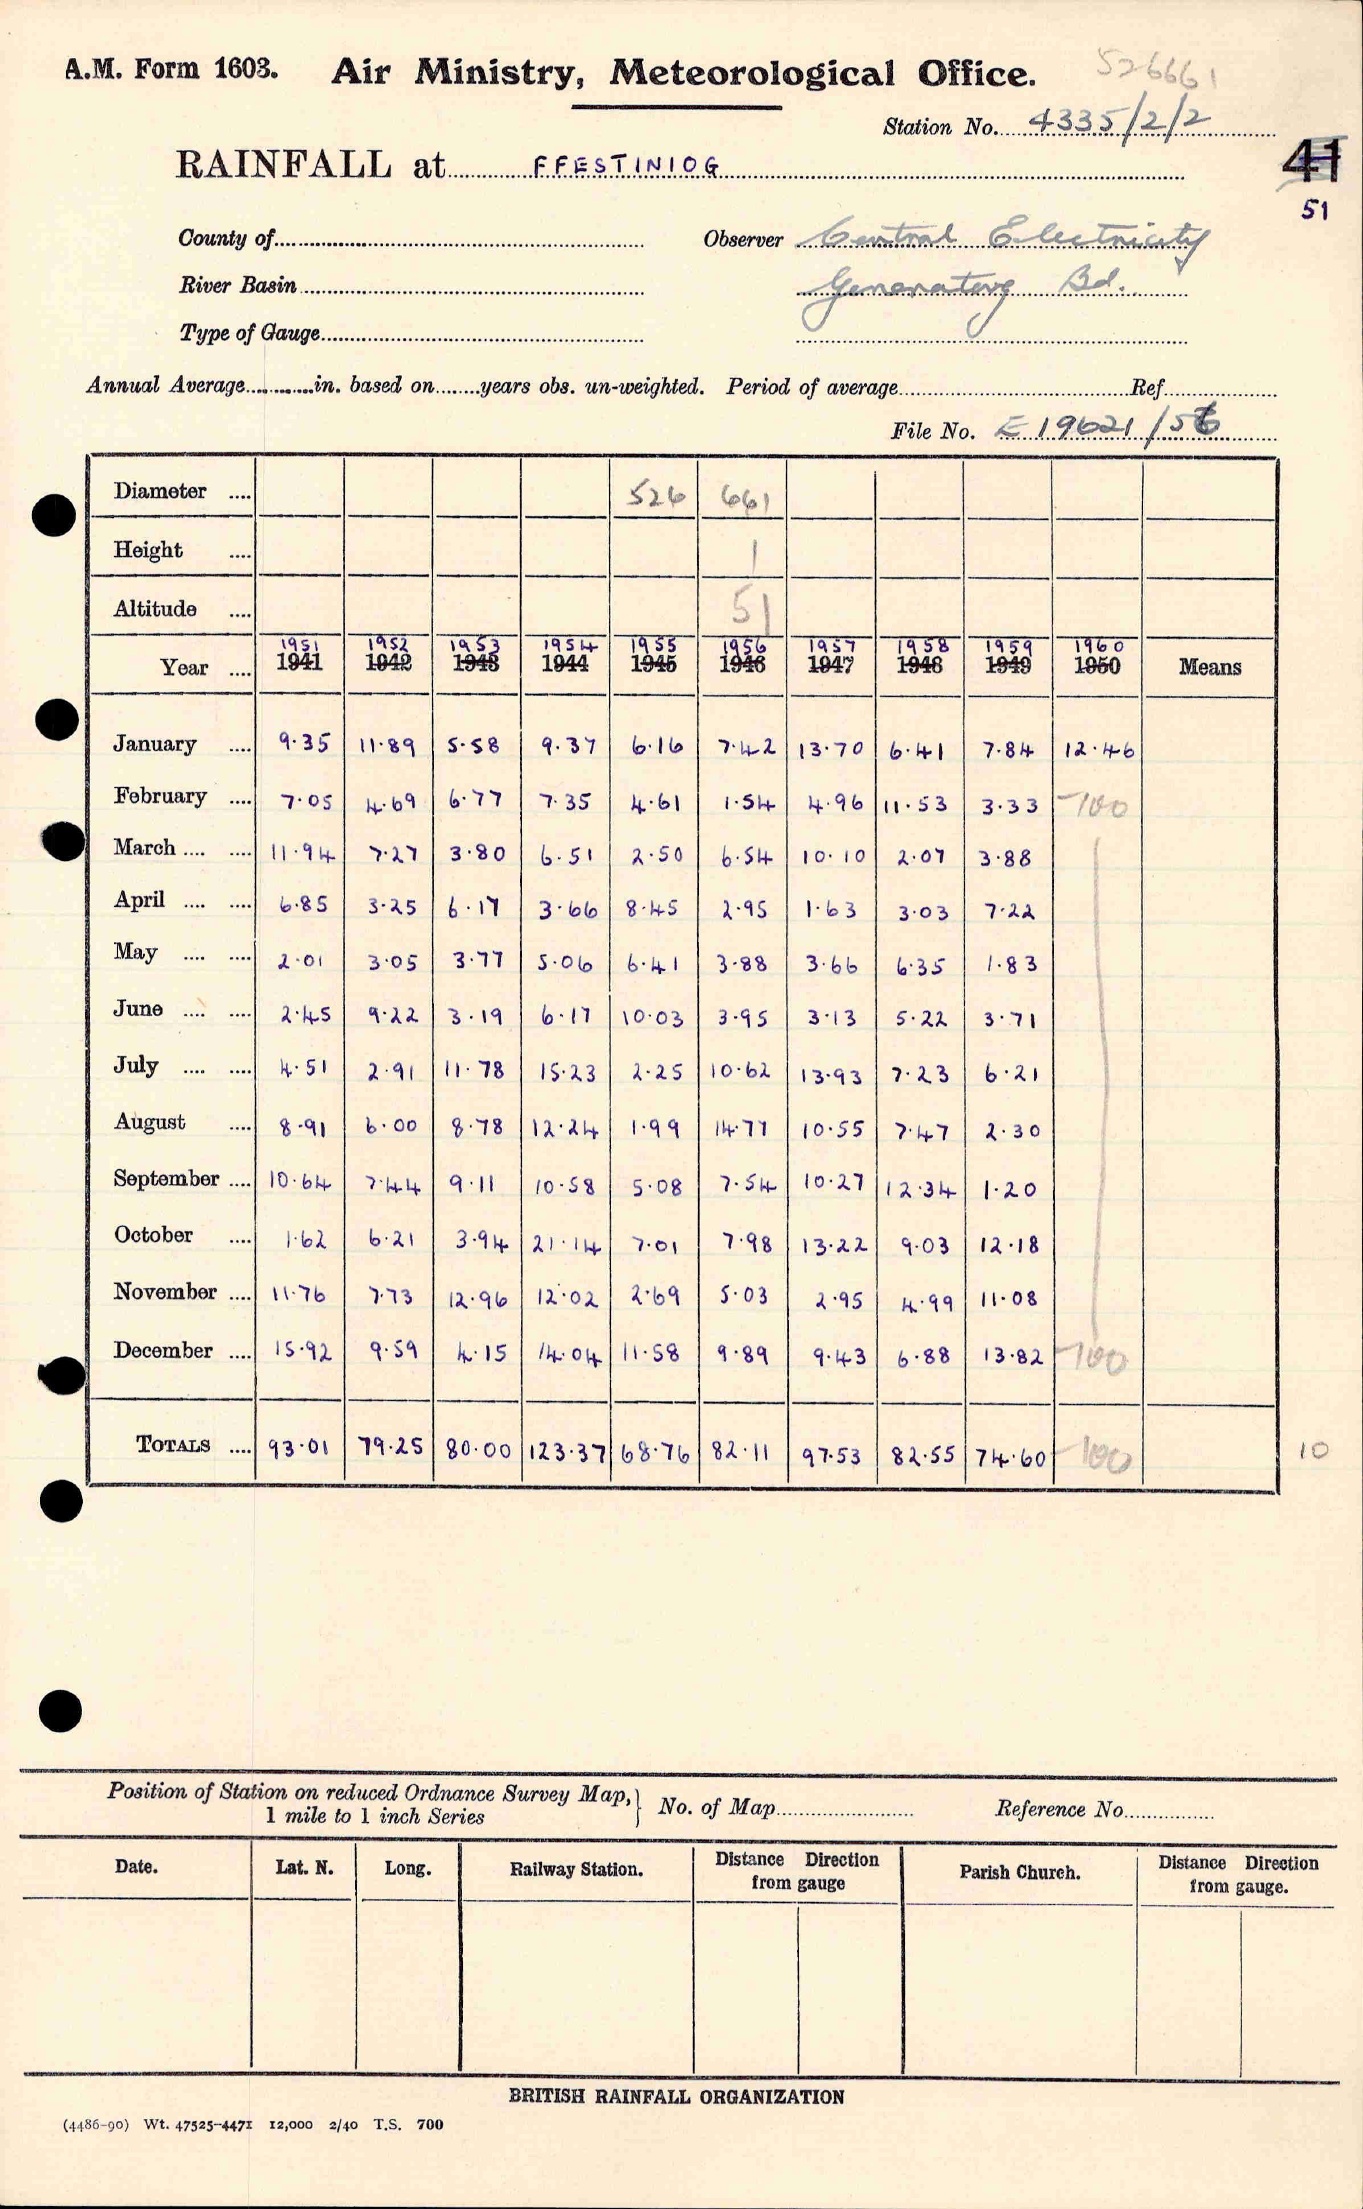 A.M. Form 1603. Air Ministry, Meteorological Office. 526661
Station No. 4335/2/2
RAINFALL at FFESTINIOG 41
51
County of Observer Central Electricity
River Basin Generatorg Bd.
Type of Gauge
Annual Average in. based on years obs. un-weighted. Period of average Ref
File No. E 19621/56
Diameter 526 661
Height 1
Altitude 51
1951 1952 1953 1954 1955 1956 1957 1958 1959 1960
Year 1941 1942 1943 1944 1945 1946 1947 1948 1949 1950 Means
January 9.35 11.89 5.58 9.37 6.16 7.42 13.70 6.41 7.84 12.46
February 7.05 4.69 6.77 7.35 4.61 1.54 4.96 11.53 3.33 -100
March 11.94 7.27 3.80 6.51 2.50 6.54 10.10 2.07 3.88
April 6.85 3.25 6.17 3.66 8.45 2.95 1.63 3.03 7.22
May 2.01 3.05 3.77 5.06 6.41 3.88 3.66 6.35 1.83
June 2.45 9.22 3.19 6.17 10.03 3.95 3.13 5.22 3.71
July 4.51 2.91 11.78 15.23 2.25 10.62 13.93 7.23 6.21
August 8.91 6.00 8.78 12.24 1.99 14.77 10.55 7.47 2.30
September 10.64 7.44 9.11 10.58 5.08 7.54 10.27 12.34 1.20
October 1.62 6.21 3.94 21.14 7.01 7.98 13.22 9.03 12.18
November 11.76 7.73 12.96 12.02 2.69 5.03 2.95 4.99 11.08
December 15.92 9.59 4.15 14.04 11.58 9.89 9.43 6.88 13.82 -100
TOTALS 93.01 79.25 80.00 123.37 68.76 82.11 97.53 82.55 74.60 -100 10
Position of Station on reduced Ordnance Survey Map, 1 mile to 1 inch Series No. of Map Reference No.
Date. Lat. N. Long. Railway Station. Distance Direction from gauge Parish Church. Distance Direction from gauge.
BRITISH RAINFALL ORGANIZATION
(4486-90) Wt. 47525-4471 12,000 2/40 T.S. 700